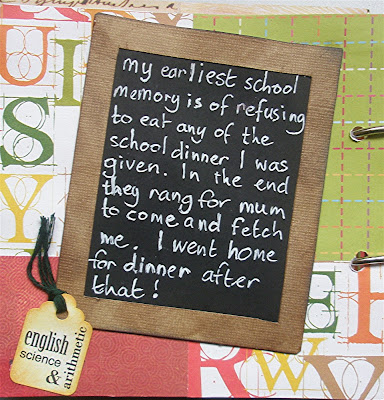 my earliest school
memory is of refusing
to eat any of the
school dinner I was
given. In the end
they rang for mum
to come and fetch
me. I went home
for dinner after
that!
english
science
&
arithmetic
U I
S
Y
E H
R W V